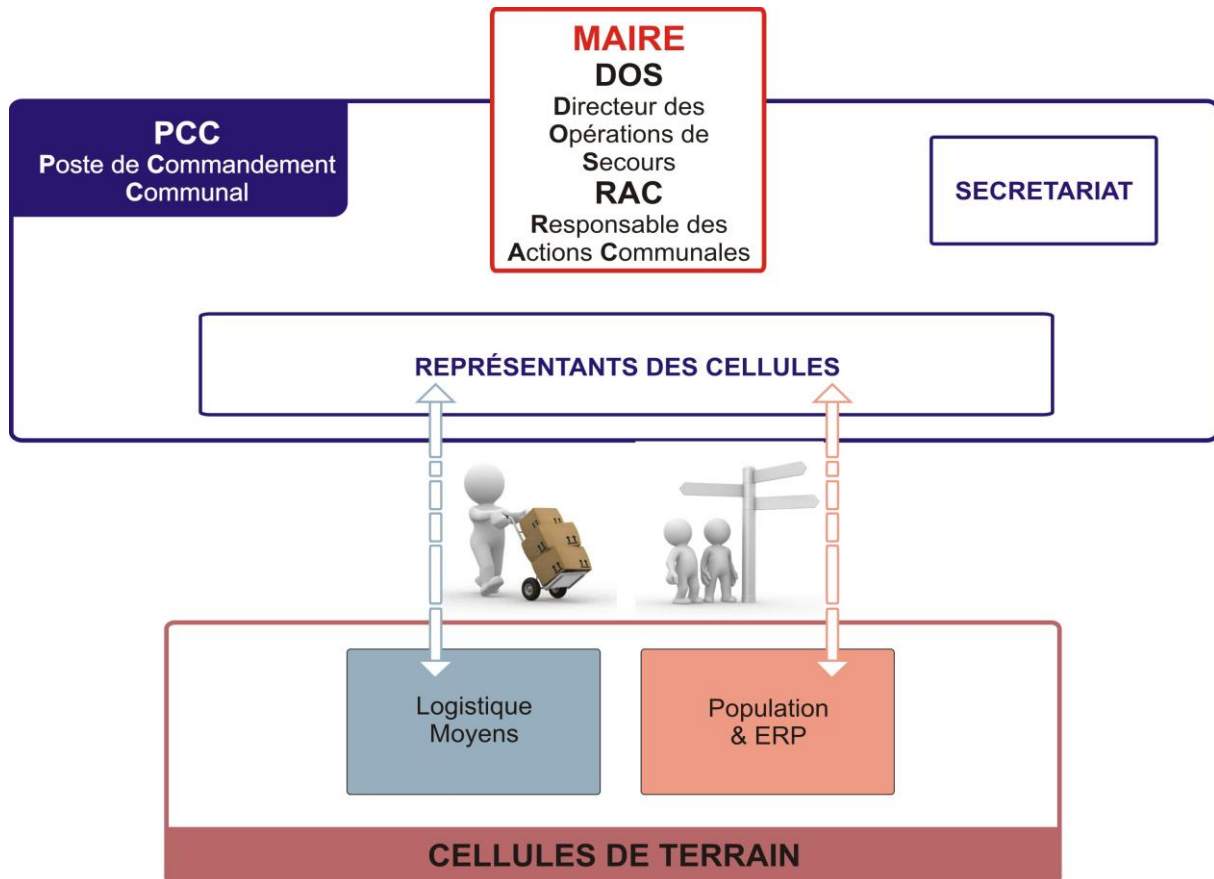 MAIRE
DOS
Directeur des
Opérations de
Secours
RAC
Responsable des
Actions Communales
PCC
Poste de Commandement
Communal
SECRETARIAT
REPRÉSENTANTS DES CELLULES
Logistique
Moyens
Population
& ERP
CELLULES DE TERRAIN